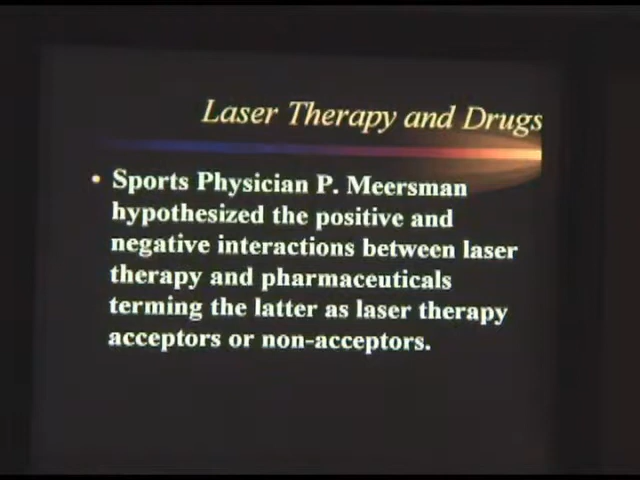 Laser Therapy and Drugs
• Sports Physician P. Meersman
hypothesized the positive and
negative interactions between laser
therapy and pharmaceuticals
terming the latter as laser therapy
acceptors or non-acceptors.